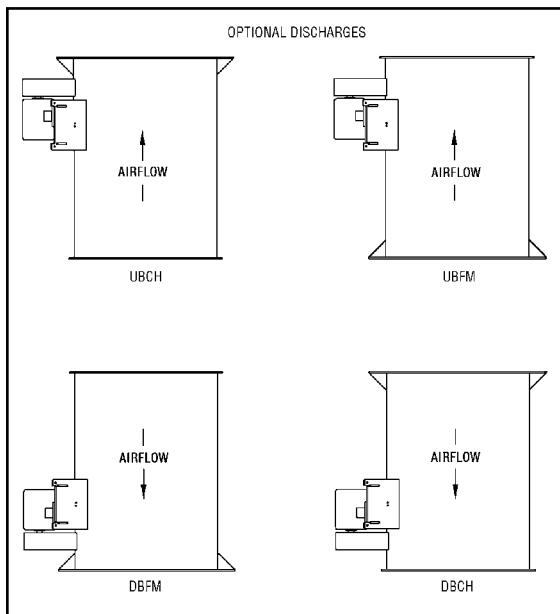 OPTIONAL DISCHARGES
AIRFLOW
AIRFLOW
UBCH
UBFM
AIRFLOW
AIRFLOW
DBFM
DBCH